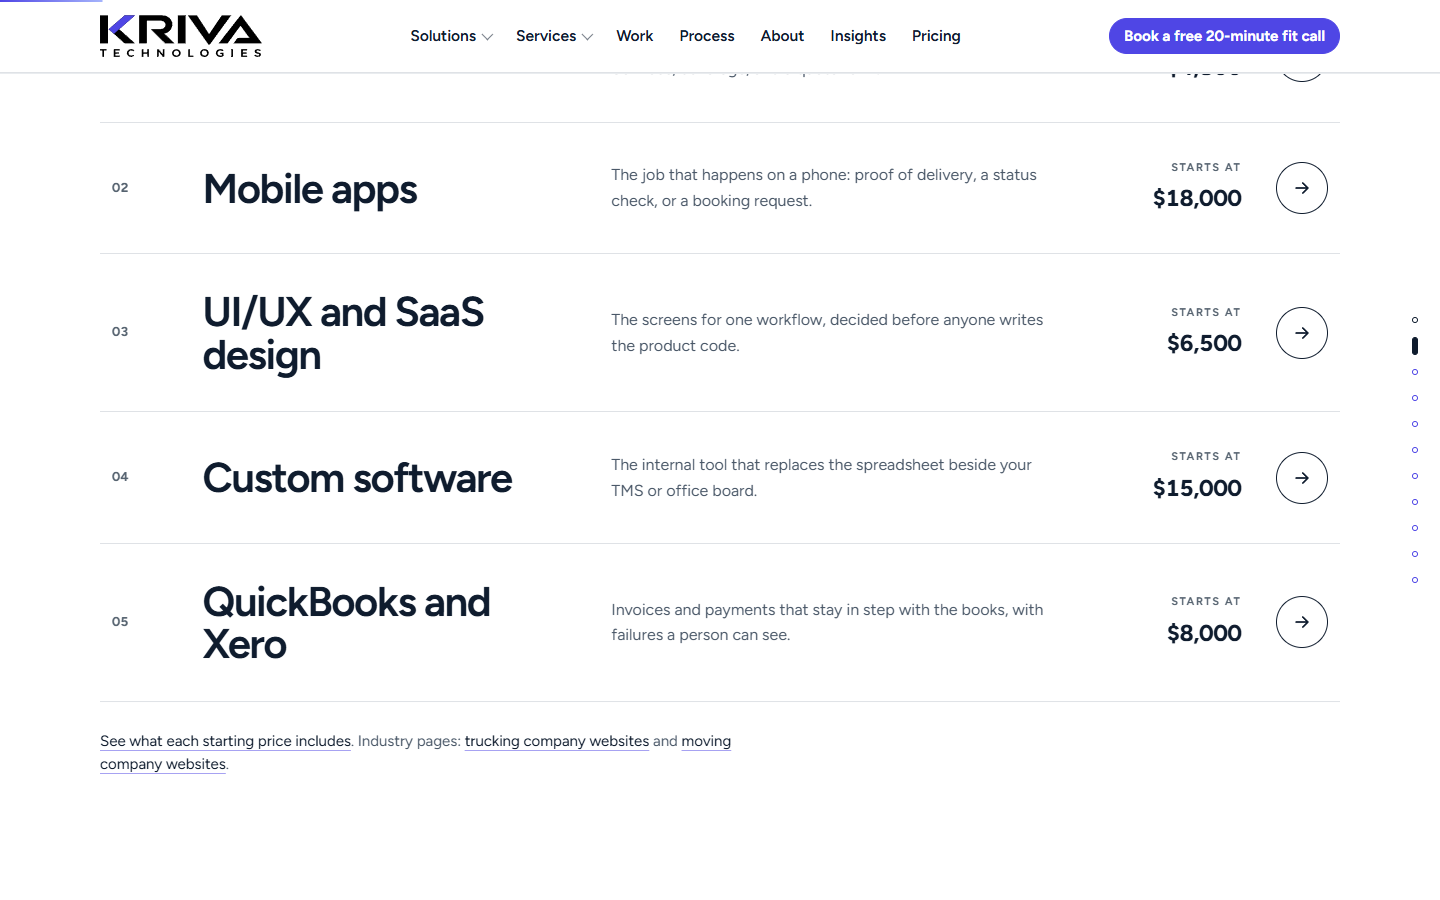 KRIVA
TECHNOLOGIES
Solutions
Services
Work
Process
About
Insights
Pricing
Book a free 20-minute fit call
02
Mobile apps
The job that happens on a phone: proof of delivery, a status
check, or a booking request.
STARTS AT
$18,000
03
UI/UX and SaaS
design
The screens for one workflow, decided before anyone writes
the product code.
STARTS AT
$6,500
04
Custom software
The internal tool that replaces the spreadsheet beside your
TMS or office board.
STARTS AT
$15,000
05
QuickBooks and
Xero
Invoices and payments that stay in step with the books, with
failures a person can see.
STARTS AT
$8,000
See what each starting price includes. Industry pages: trucking company websites and moving
company websites.